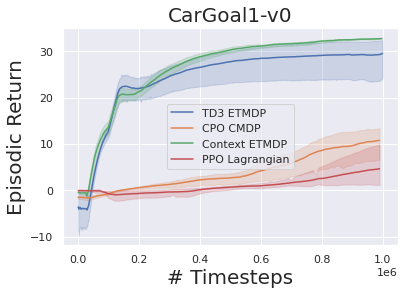 CarGoal1-v0
Episodic Return
30
20
10
0
−10
TD3 ETMDP
CPO CMDP
Context ETMDP
PPO Lagrangian
0.0 0.2 0.4 0.6 0.8 1.0
1e6
# Timesteps